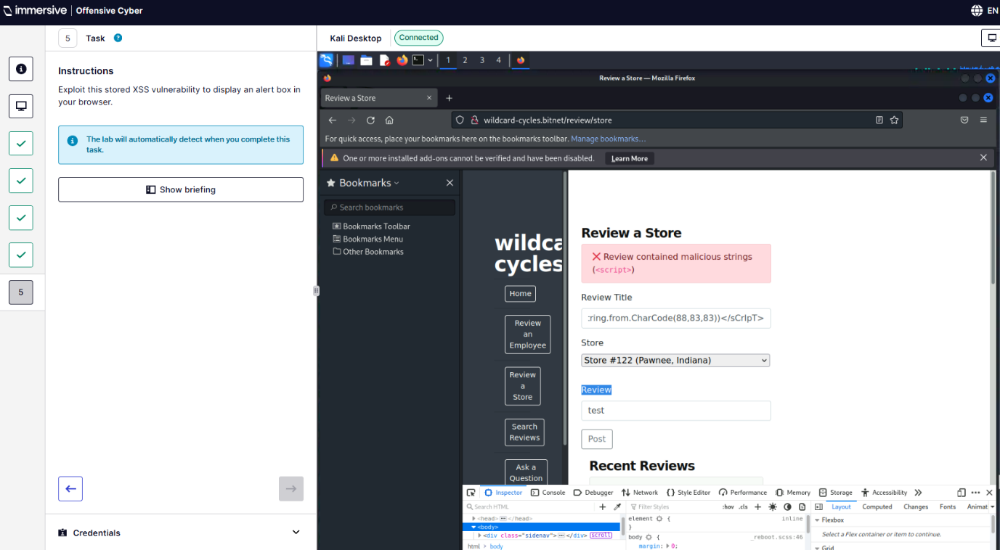 immersive | Offensive Cyber
EN
5 Task ?
Kali Desktop Connected
Instructions
Exploit this stored XSS vulnerability to display an alert box in
your browser.
The lab will automatically detect when you complete this
task.
Show briefing
5
Credentials
1 2 3 4
Review a Store — Mozilla Firefox
Review a Store
wildcard-cycles.bitnet/review/store
For quick access, place your bookmarks here on the bookmarks toolbar. Manage bookmarks…
One or more installed add-ons cannot be verified and have been disabled. Learn More
Bookmarks
Search bookmarks
Bookmarks Toolbar
Bookmarks Menu
Other Bookmarks
wildca
cycles
Home
Review
an
Employee
Review
a
Store
Search
Reviews
Ask a
Question
Review a Store
❌ Review contained malicious strings
(<script>)
Review Title
:ring.from.CharCode(88,83,83))</sCrIpT>
Store
Store #122 (Pawnee, Indiana)
Review
test
Post
Recent Reviews
Inspector Console Debugger Network Style Editor Performance Memory Storage Accessibility
Search HTML
Filter Styles :hov .cls
Layout Computed Changes Fonts Animat
<head></head>
<body>
<div class="sidenav"></div> scroll
html > body
element { inline
}
body { _reboot.scss:46
margin: 0;
Flexbox
Select a Flex container or item to continue.
Grid